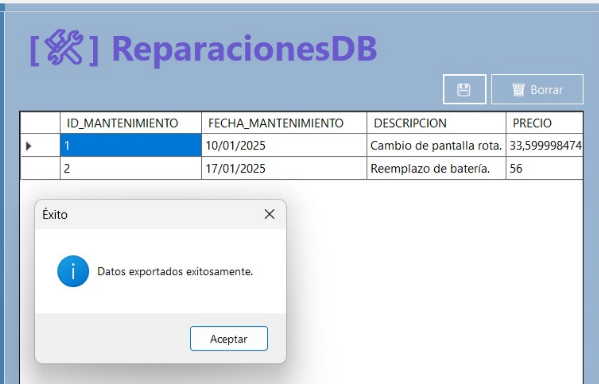 [🛠] ReparacionesDB
Borrar
ID_MANTENIMIENTO FECHA_MANTENIMIENTO DESCRIPCION PRECIO
1 10/01/2025 Cambio de pantalla rota. 33,599998474
2 17/01/2025 Reemplazo de batería. 56
Éxito
Datos exportados exitosamente.
Aceptar